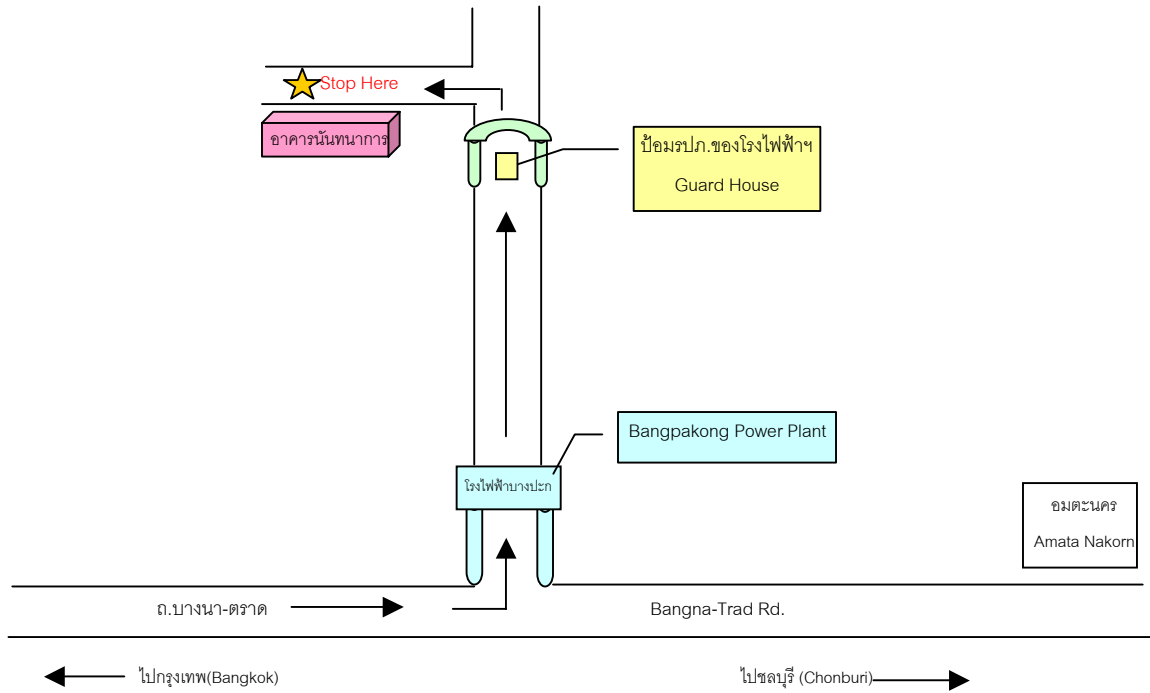 Stop Here
อาคารนันทนาการ
ป้อมรปภ.ของโรงไฟฟ้าฯ
Guard House
Bangpakong Power Plant
โรงไฟฟ้าบางปะก
อมตะนคร
Amata Nakorn
ถ.บางนา-ตราด
Bangna-Trad Rd.
ไปกรุงเทพ(Bangkok)
ไปชลบุรี (Chonburi)